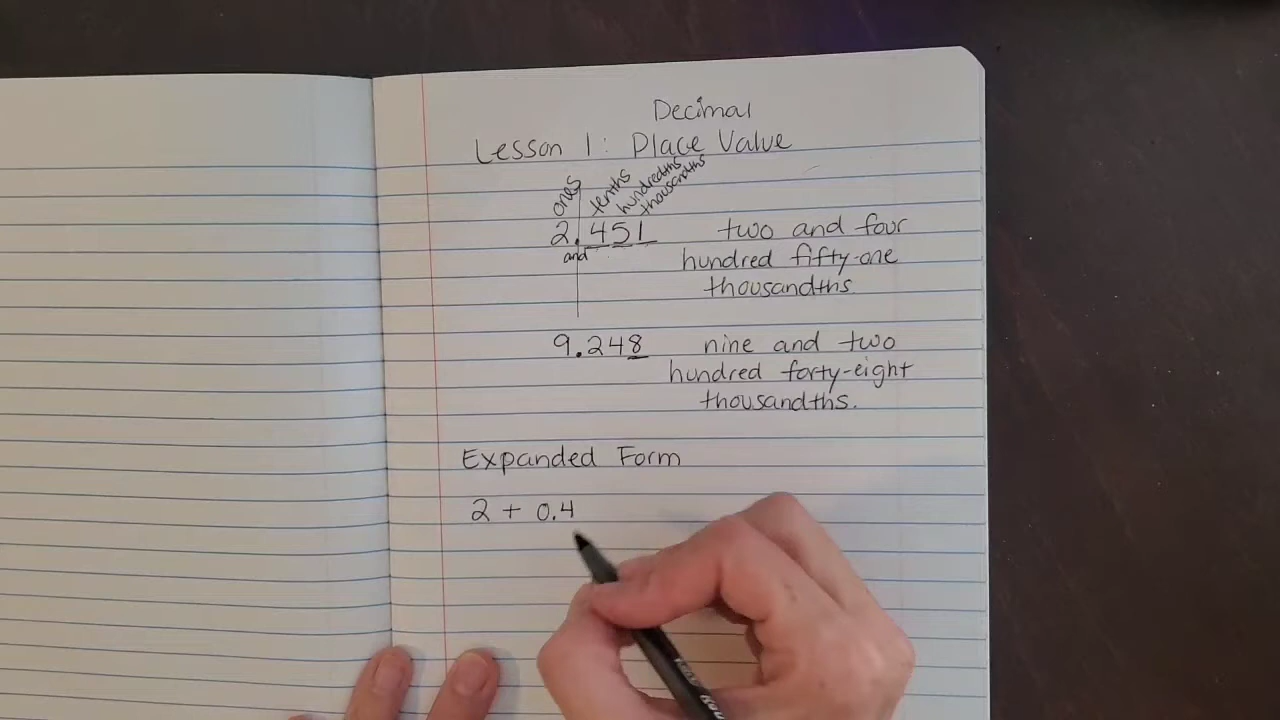 Decimal
Lesson 1: Place Value
ones tenths hundredths thousandths
2.451 two and four
and hundred fifty-one
thousandths.
9.248 nine and two
hundred forty-eight
thousandths.
Expanded Form
2 + 0.4